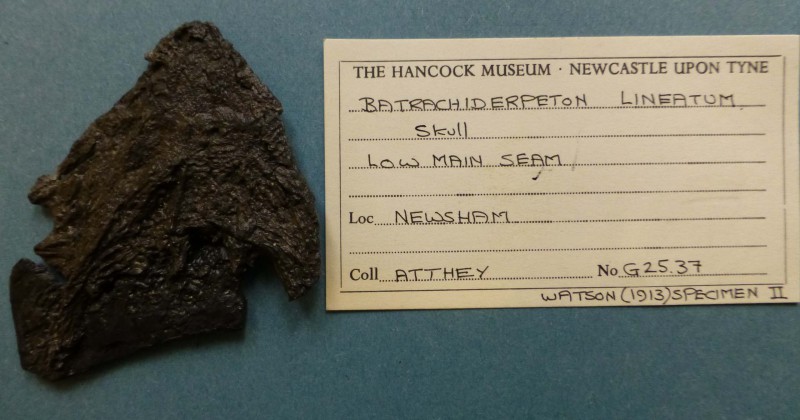 THE HANCOCK MUSEUM · NEWCASTLE UPON TYNE
BATRACHIDERPETON LINEATUM
Skull
LOW MAIN SEAM
Loc NEWSHAM
Coll ATTHEY No G25.37
WATSON (1913) SPECIMEN II